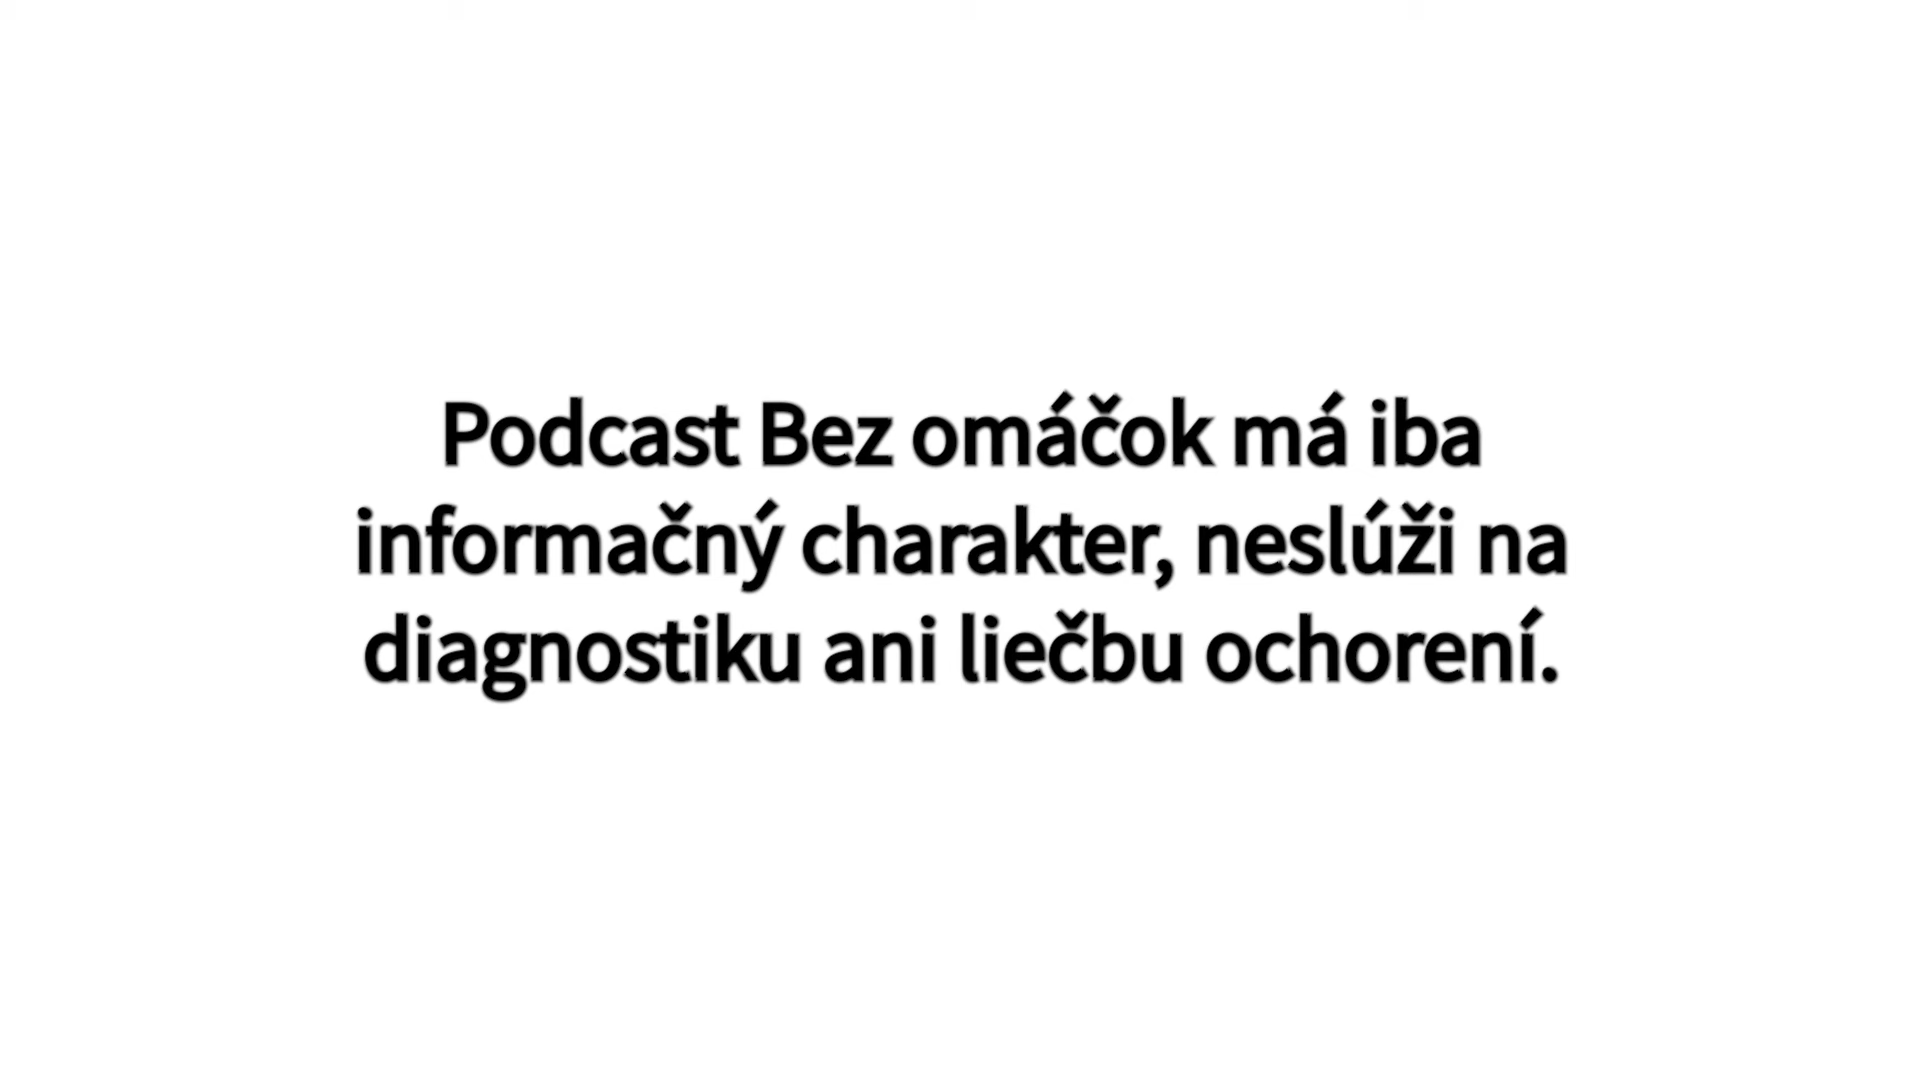 Podcast Bez omáčok má iba
informačný charakter, neslúži na
diagnostiku ani liečbu ochorení.